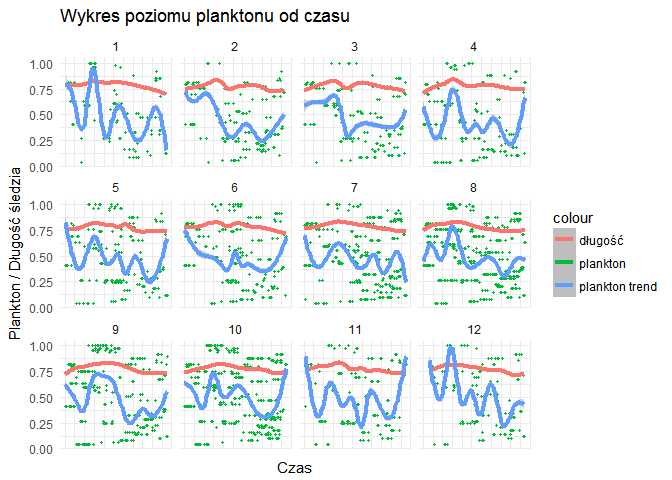 Wykres poziomu planktonu od czasu
1 2 3 4
1.00
0.75
0.50
0.25
0.00
5 6 7 8
1.00
0.75
0.50
0.25
0.00
9 10 11 12
1.00
0.75
0.50
0.25
0.00
Plankton / Długość śledzia
Czas
colour
długość
plankton
plankton trend